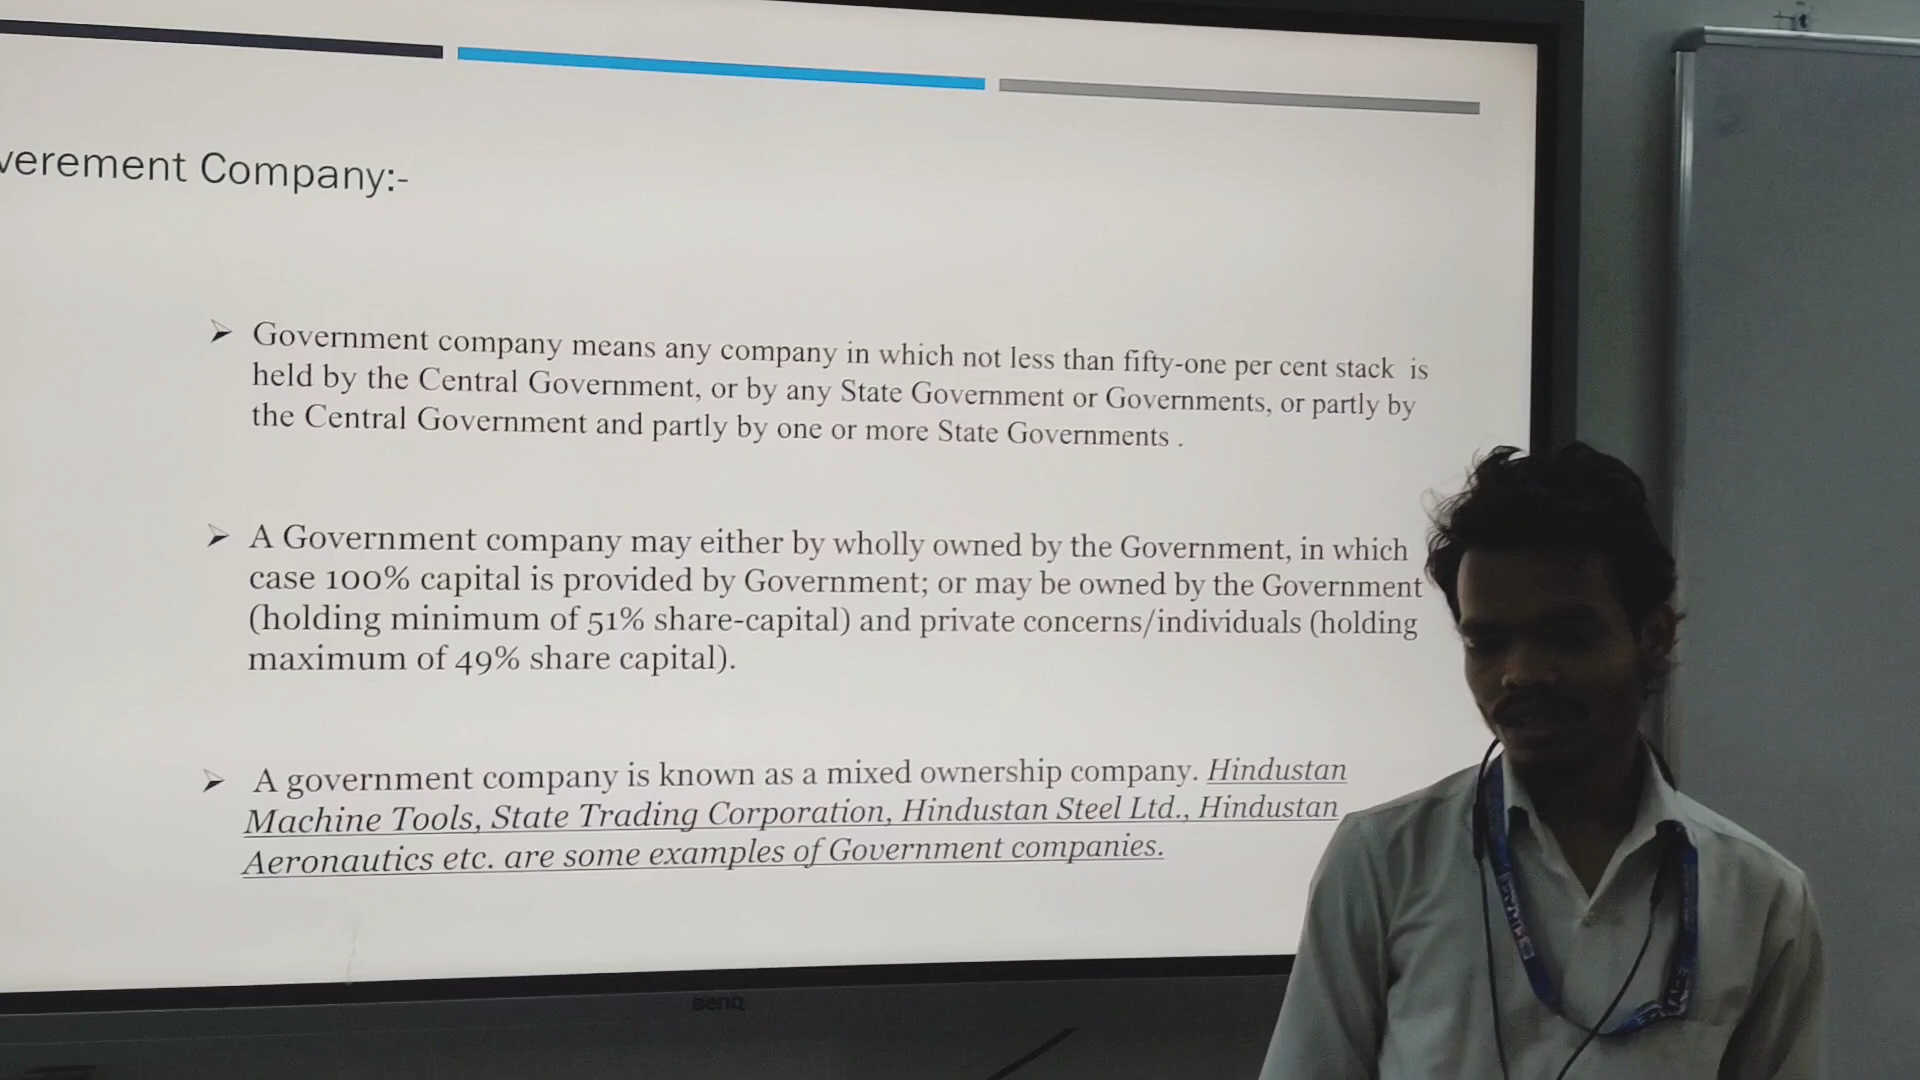 verement Company:-
➢ Government company means any company in which not less than fifty-one per cent stack is
held by the Central Government, or by any State Government or Governments, or partly by
the Central Government and partly by one or more State Governments .
➢ A Government company may either by wholly owned by the Government, in which
case 100% capital is provided by Government; or may be owned by the Government
(holding minimum of 51% share-capital) and private concerns/individuals (holding
maximum of 49% share capital).
➢ A government company is known as a mixed ownership company. Hindustan
Machine Tools, State Trading Corporation, Hindustan Steel Ltd., Hindustan
Aeronautics etc. are some examples of Government companies.
BenQ